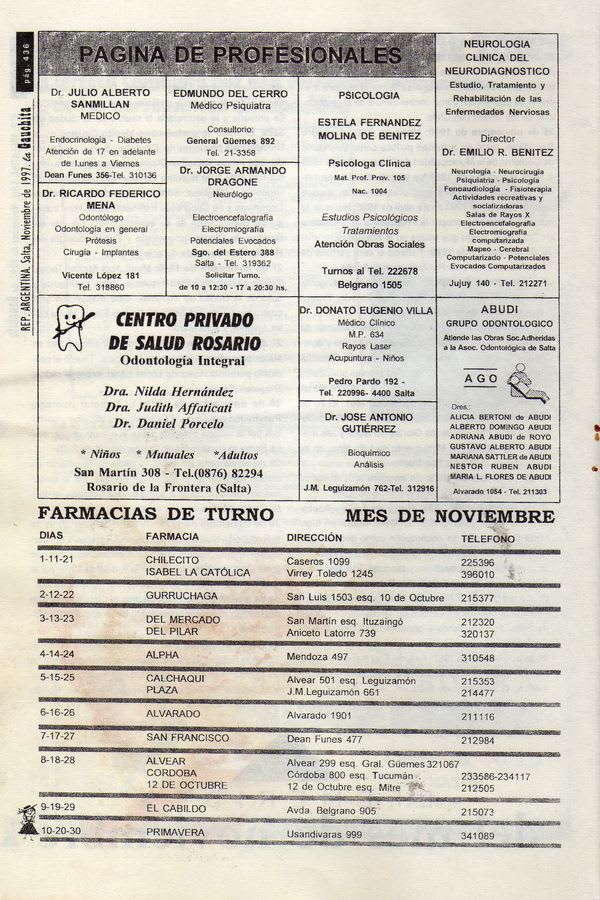 pág. 436
REP. ARGENTINA. Salta, Noviembre de 1997. La Gauchita
PAGINA DE PROFESIONALES
Dr. JULIO ALBERTO
SANMILLAN
MEDICO
Endocrinología - Diabetes
Atención de 17 en adelante
de Lunes a Viernes
Dean Funes 356-Tel. 310136
EDMUNDO DEL CERRO
Médico Psiquiatra
Consultorio:
General Güemes 892
Tel. 21-3358
Dr. RICARDO FEDERICO
MENA
Odontólogo
Odontología en general
Prótesis
Cirugía - Implantes
Vicente López 181
Tel. 318860
Dr. JORGE ARMANDO
DRAGONE
Neurólogo
Electroencefalografía
Electromiografía
Potenciales Evocados
Sgo. del Estero 388
Salta - Tel. 319362
Solicitar Turno.
de 10 a 12:30 - 17 a 20:30 hs.
PSICOLOGIA
ESTELA FERNANDEZ
MOLINA DE BENITEZ
Psicologa Clinica
Mat. Prof. Prov. 105
Nac. 1004
Estudios Psicológicos
Tratamientos
Atención Obras Sociales
Turnos al Tel. 222678
Belgrano 1505
NEUROLOGIA
CLINICA DEL
NEURODIAGNOSTICO
Estudio, Tratamiento y
Rehabilitación de las
Enfermedades Nerviosas
Director
Dr. EMILIO R. BENITEZ
Neurología - Neurocirugia
Psiquiatria - Psicología
Fonoaudiología - Fisioterapia
Actividades recreativas y
socializadoras
Salas de Rayos X
Electroencefalografía
Electromiografía
computarizada
Mapeo - Cerebral
Computarizado - Potenciales
Evocados Computarizados
Jujuy 140 - Tel. 212271
CENTRO PRIVADO
DE SALUD ROSARIO
Odontología Integral
Dra. Nilda Hernández
Dra. Judith Affaticati
Dr. Daniel Porcelo
* Niños * Mutuales *Adultos
San Martín 308 - Tel.(0876) 82294
Rosario de la Frontera (Salta)
Dr. DONATO EUGENIO VILLA
Médico Clínico
M.P. 634
Rayos Laser
Acupuntura - Niños
Pedro Pardo 192 -
Tel. 220996- 4400 Salta
Dr. JOSE ANTONIO
GUTIÉRREZ
Bioquímico
Análisis
J.M. Leguizamón 762-Tel. 312916
ABUDI
GRUPO ODONTOLOGICO
Atiende las Obras Soc.Adheridas
a la Asoc. Odontológica de Salta
A G O
Dres.:
ALICIA BERTONI de ABUDI
ALBERTO DOMINGO ABUDI
ADRIANA ABUDI de ROYO
GUSTAVO ALBERTO ABUDI
MARIANA SATTLER de ABUDI
NESTOR RUBEN ABUDI
MARIA L. FLORES DE ABUDI
Alvarado 1054 - Tel. 211303
FARMACIAS DE TURNO MES DE NOVIEMBRE
DIAS FARMACIA DIRECCIÓN TELEFONO
1-11-21 CHILECITO Caseros 1099 225396
ISABEL LA CATÓLICA Virrey Toledo 1245 396010
2-12-22 GURRUCHAGA San Luis 1503 esq. 10 de Octubre 215377
3-13-23 DEL MERCADO San Martín esq. Ituzaingó 212320
DEL PILAR Aniceto Latorre 739 320137
4-14-24 ALPHA Mendoza 497 310548
5-15-25 CALCHAQUI Alvear 501 esq. Leguizamón 215353
PLAZA J.M.Leguizamón 661 214477
6-16-26 ALVARADO Alvarado 1901 211116
7-17-27 SAN FRANCISCO Dean Funes 477 212984
8-18-28 ALVEAR Alvear 299 esq. Gral. Güemes 321067
CORDOBA Córdoba 800 esq. Tucumán 233586-234117
12 DE OCTUBRE 12 de Octubre esq. Mitre 212505
9-19-29 EL CABILDO Avda. Belgrano 905 215073
10-20-30 PRIMAVERA Usandivaras 999 341089